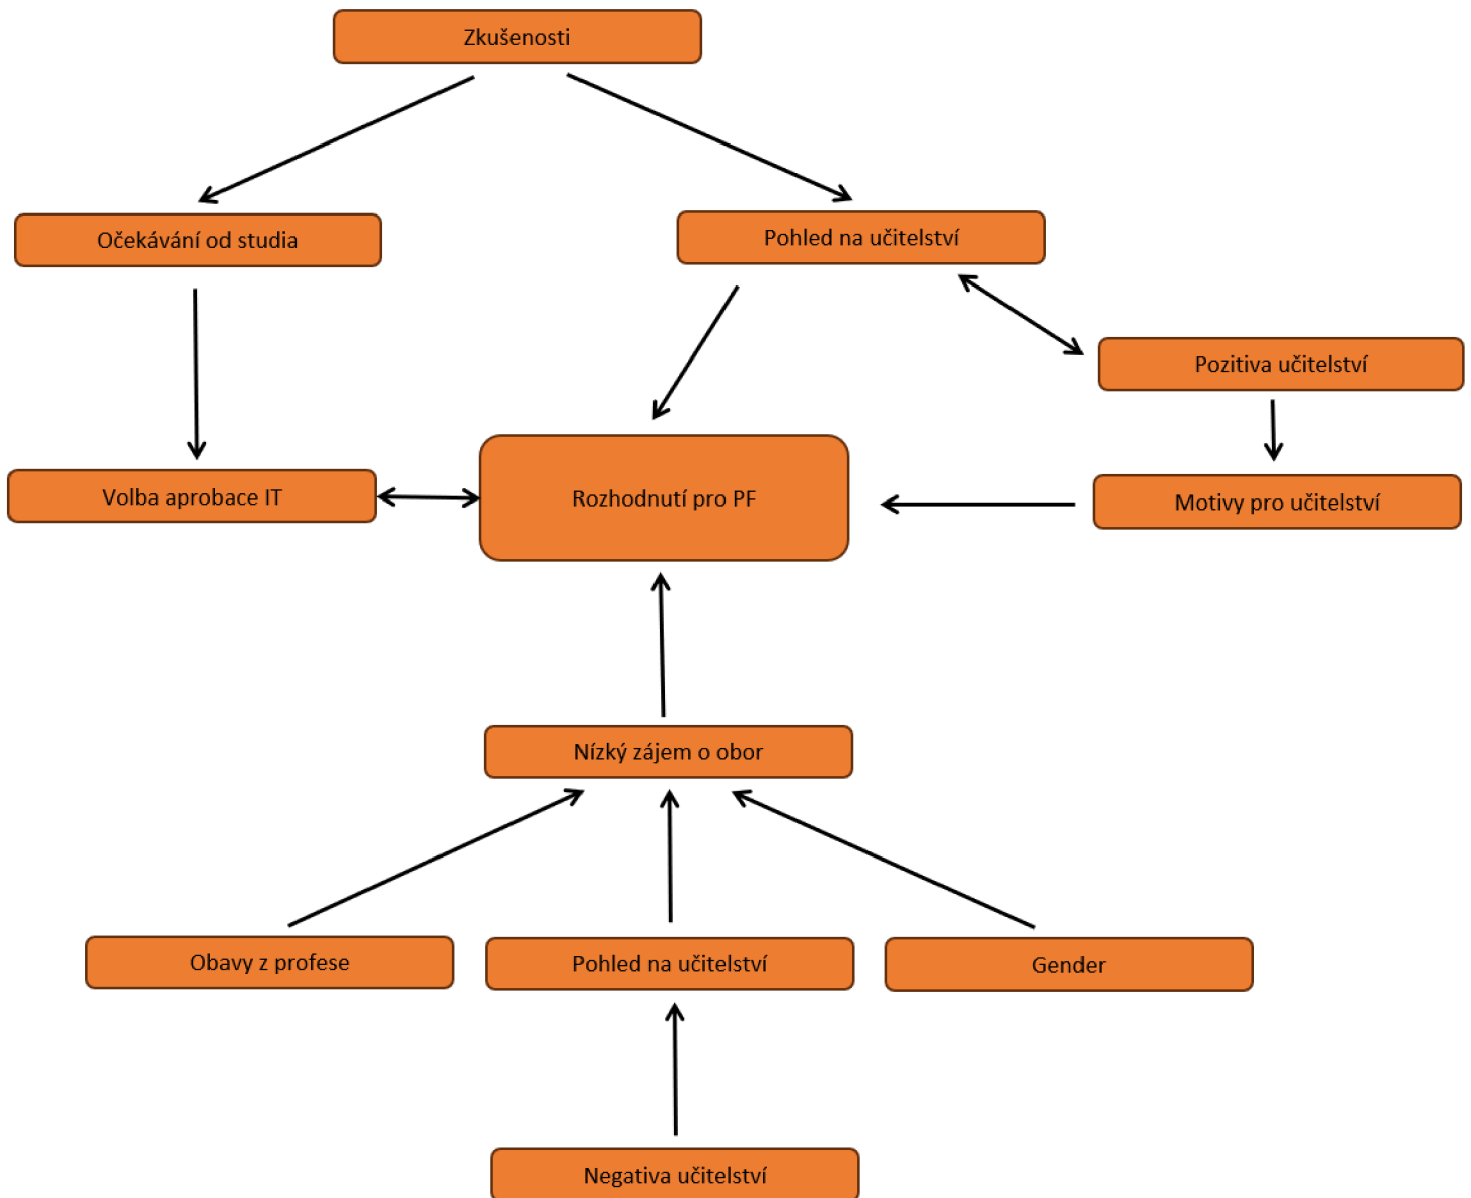 Zkušenosti
Očekávání od studia
Pohled na učitelství
Pozitiva učitelství
Volba aprobace IT
Rozhodnutí pro PF
Motivy pro učitelství
Nízký zájem o obor
Obavy z profese
Pohled na učitelství
Gender
Negativa učitelství